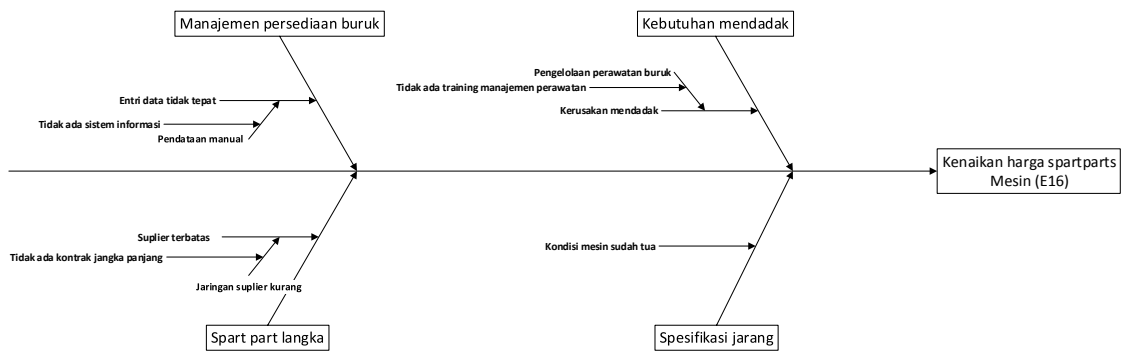 Manajemen persediaan buruk
Kebutuhan mendadak
Pengelolaan perawatan buruk
Tidak ada training manajemen perawatan
Entri data tidak tepat
Kerusakan mendadak
Tidak ada sistem informasi
Pendataan manual
Kenaikan harga spartparts
Mesin (E16)
Suplier terbatas
Kondisi mesin sudah tua
Tidak ada kontrak jangka panjang
Jaringan suplier kurang
Spart part langka
Spesifikasi jarang